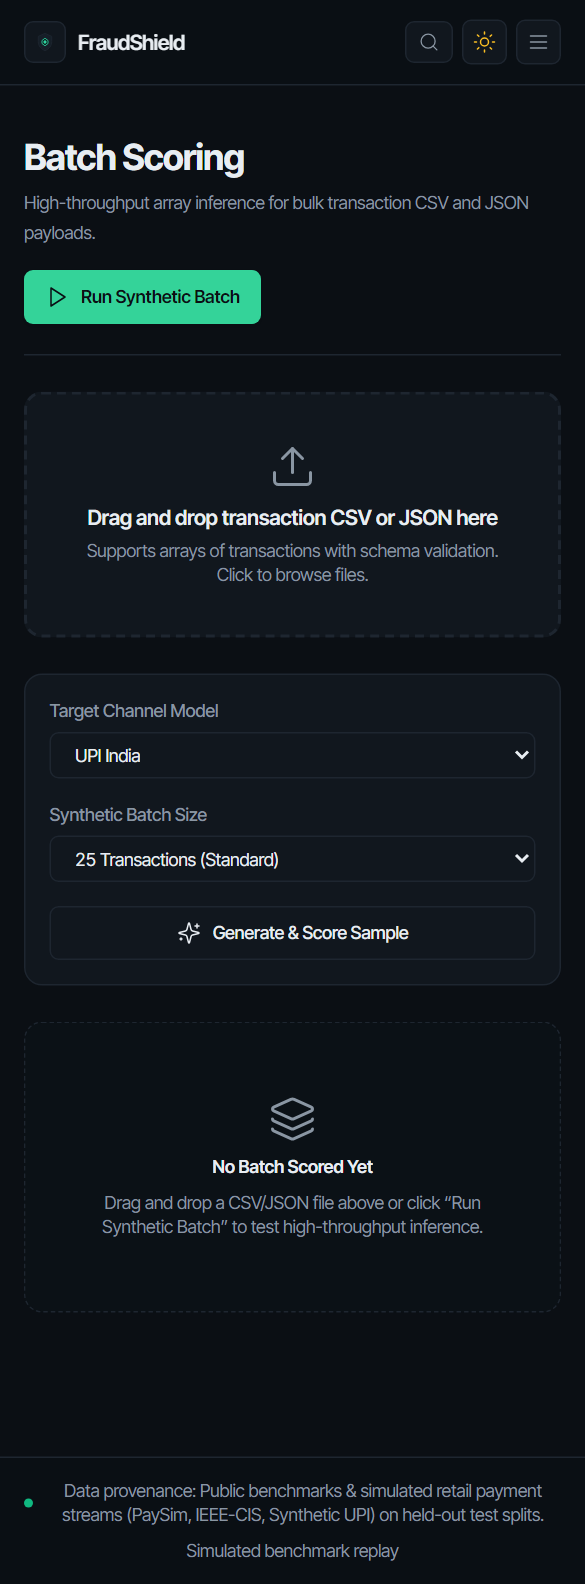 FraudShield
Batch Scoring
High-throughput array inference for bulk transaction CSV and JSON
payloads.
Run Synthetic Batch
Drag and drop transaction CSV or JSON here
Supports arrays of transactions with schema validation.
Click to browse files.
Target Channel Model
UPI India
Synthetic Batch Size
25 Transactions (Standard)
Generate & Score Sample
No Batch Scored Yet
Drag and drop a CSV/JSON file above or click “Run
Synthetic Batch” to test high-throughput inference.
Data provenance: Public benchmarks & simulated retail payment
streams (PaySim, IEEE-CIS, Synthetic UPI) on held-out test splits.
Simulated benchmark replay